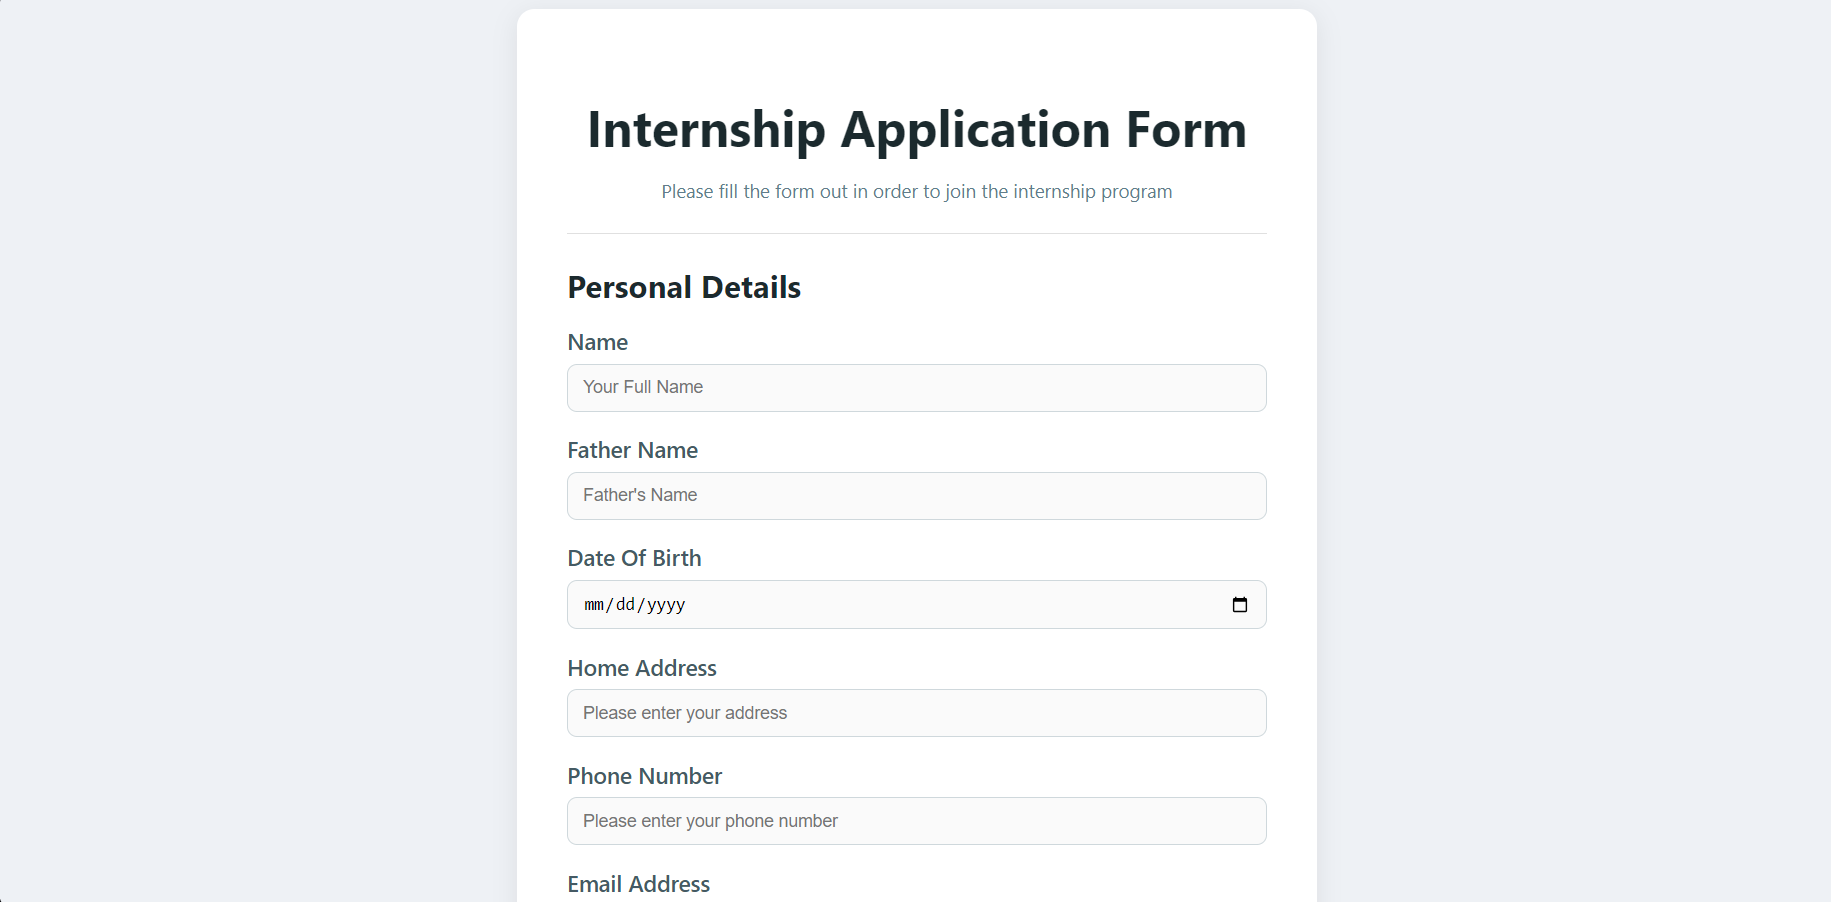 Internship Application Form
Please fill the form out in order to join the internship program
Personal Details
Name
Your Full Name
Father Name
Father's Name
Date Of Birth
mm/dd/yyyy
Home Address
Please enter your address
Phone Number
Please enter your phone number
Email Address